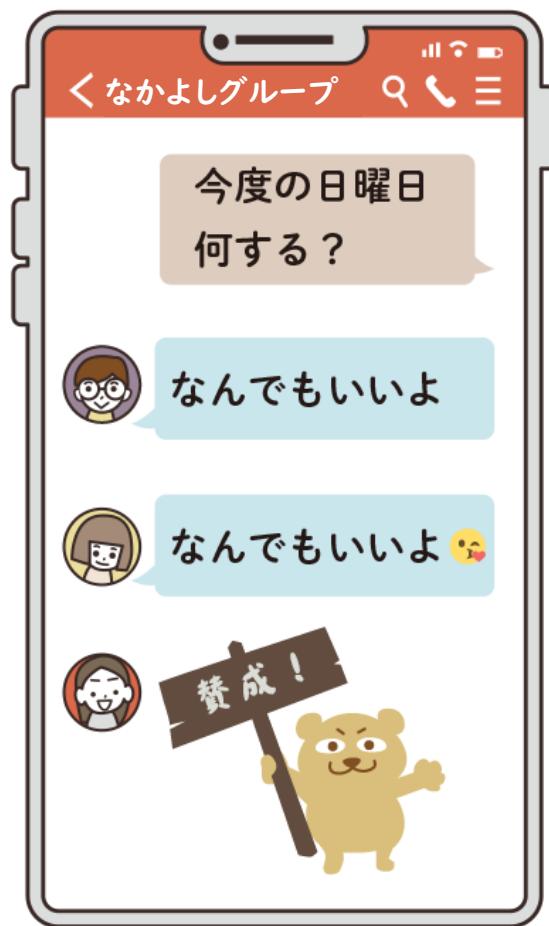 なかよしグループ
今度の日曜日
何する？
なんでもいいよ
なんでもいいよ😘
賛成！